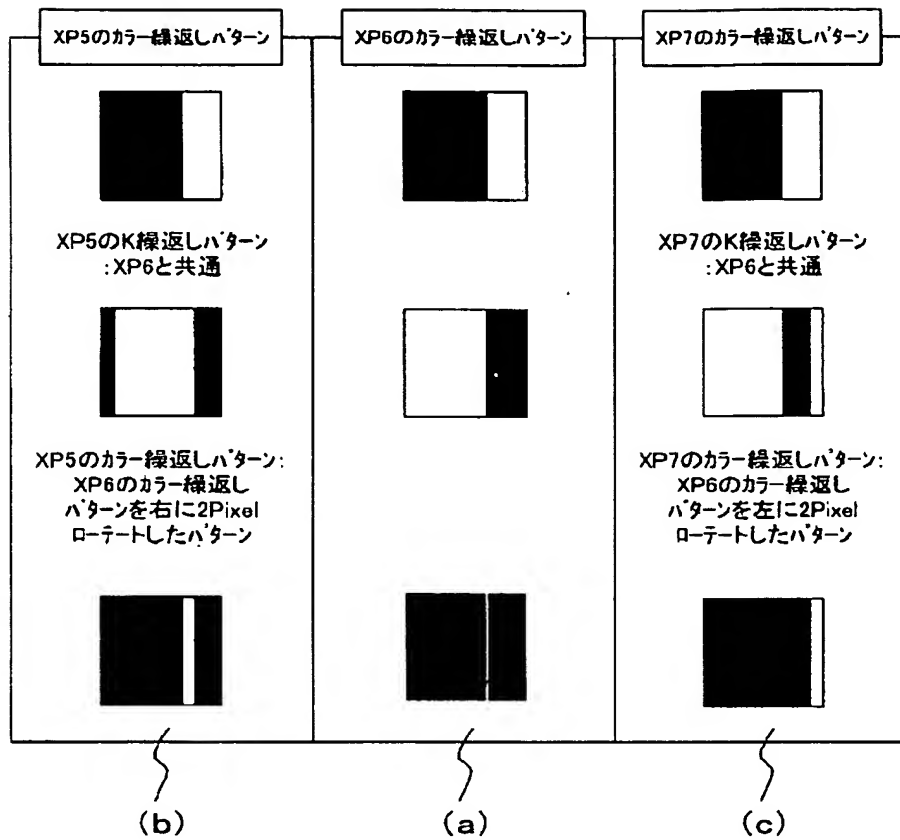 XP5のカラー繰返しパターン
XP6のカラー繰返しパターン
XP7のカラー繰返しパターン
XP5のK繰返しパターン
:XP6と共通
XP7のK繰返しパターン
:XP6と共通
XP5のカラー繰返しパターン:
XP6のカラー繰返し
パターンを右に2Pixel
ローテートしたパターン
XP7のカラー繰返しパターン:
XP6のカラー繰返し
パターンを左に2Pixel
ローテートしたパターン
(b)
(a)
(c)